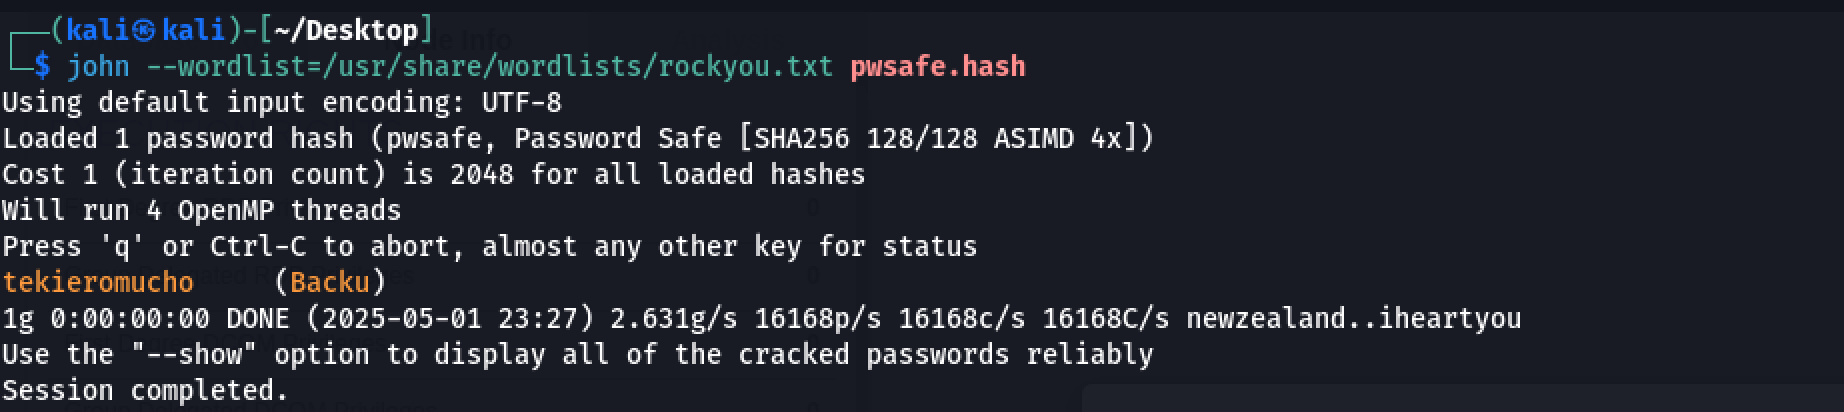 ┌──(kali㉿kali)-[~/Desktop]
└─$ john --wordlist=/usr/share/wordlists/rockyou.txt pwsafe.hash
Using default input encoding: UTF-8
Loaded 1 password hash (pwsafe, Password Safe [SHA256 128/128 ASIMD 4x])
Cost 1 (iteration count) is 2048 for all loaded hashes
Will run 4 OpenMP threads
Press 'q' or Ctrl-C to abort, almost any other key for status
tekieromucho     (Backu)
1g 0:00:00:00 DONE (2025-05-01 23:27) 2.631g/s 16168p/s 16168c/s 16168C/s newzealand..iheartyou
Use the "--show" option to display all of the cracked passwords reliably
Session completed.